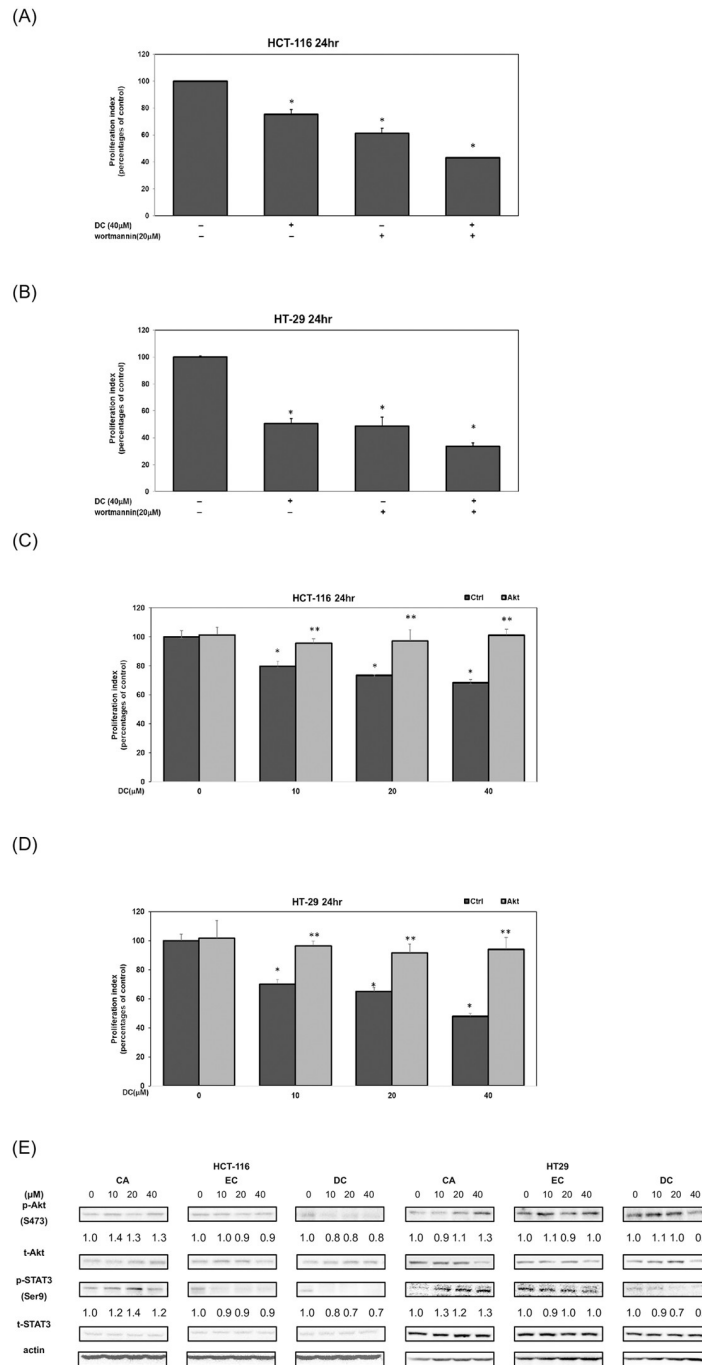 (A)
HCT-116 24hr
Proliferation index
(percentages of control)
120
100
80
60
40
20
0
* * *
DC (40μM) – + – +
wortmannin(20μM) – – + +
(B)
HT-29 24hr
Proliferation index
(percentages of control)
120
100
80
60
40
20
0
* * *
DC (40μM) – + – +
wortmannin(20μM) – – + +
(C)
HCT-116 24hr
Ctrl Akt
Proliferation index
(percentages of control)
120
100
80
60
40
20
0
* ** * ** * **
DC(μM) 0 10 20 40
(D)
HT-29 24hr
Ctrl Akt
Proliferation index
(percentages of control)
120
100
80
60
40
20
0
* ** * ** * **
DC(μM) 0 10 20 40
(E)
HCT-116 HT29
CA EC DC CA EC DC
(μM) 0 10 20 40 0 10 20 40 0 10 20 40 0 10 20 40 0 10 20 40 0 10 20 40
p-Akt
(S473)
1.0 1.4 1.3 1.3 1.0 1.0 0.9 0.9 1.0 0.8 0.8 0.8 1.0 0.9 1.1 1.3 1.0 1.1 0.9 1.0 1.0 1.1 1.0
t-Akt
p-STAT3
(Ser9)
1.0 1.2 1.4 1.2 1.0 0.9 0.9 0.9 1.0 0.8 0.7 0.7 1.0 1.3 1.2 1.3 1.0 0.9 1.0 1.0 1.0 0.9 0.7
t-STAT3
actin